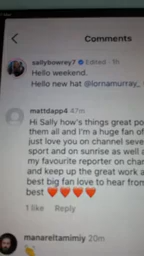 Comments
sallybowrey7 Edited · 1h
Hello weekend.
Hello new hat @lornamurray_
mattdapp4 47m
Hi Sally how's things great po
them all and I'm a huge fan of
just love you on channel seve
sport and on sunrise as well a
my favourite reporter on chan
and keep up the great work a
best big fan love to hear from
best ❤️❤️❤️❤️
1 like Reply
manareltamimiy 20m